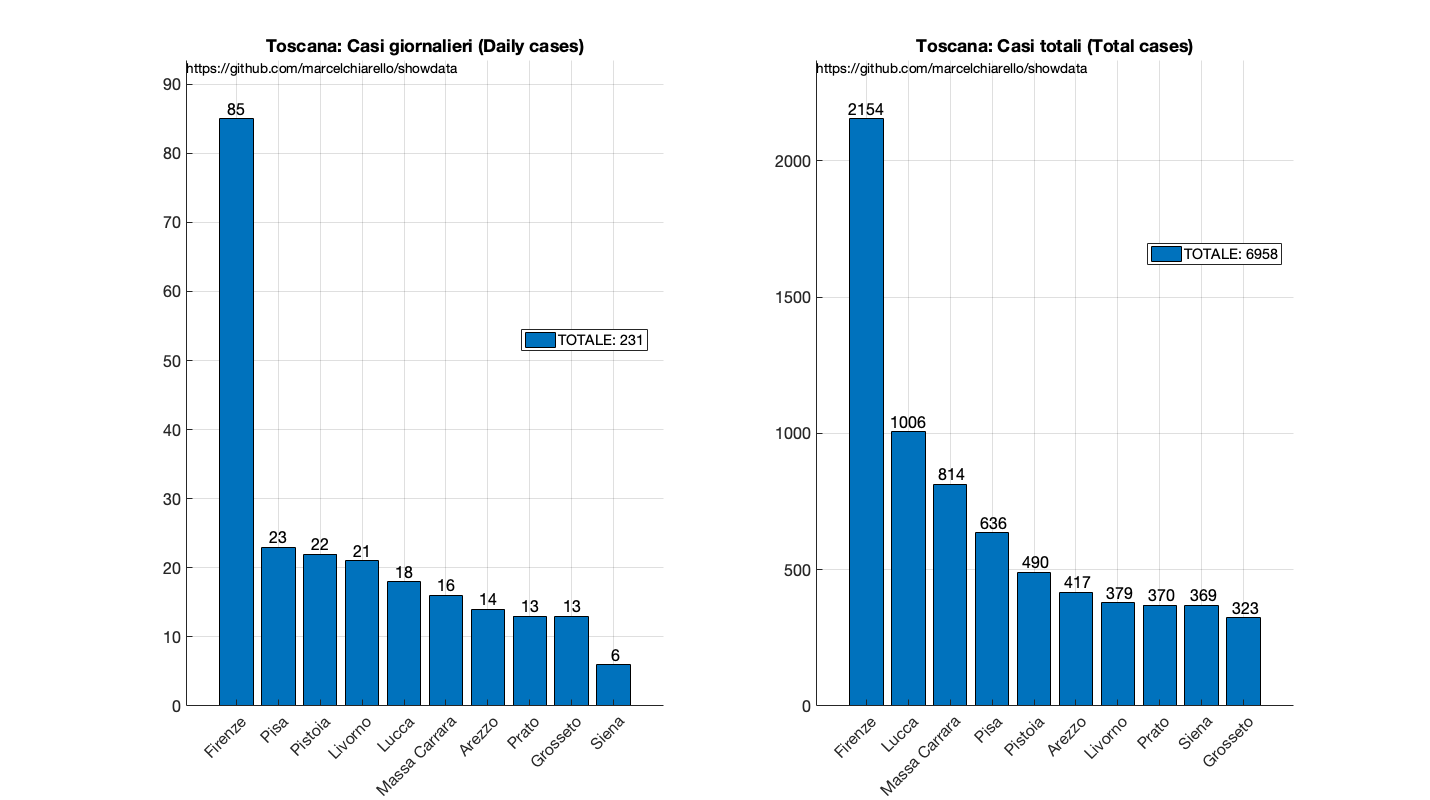 Toscana: Casi giornalieri (Daily cases)
https://github.com/marcelchiarello/showdata
90
80
70
60
50
40
30
20
10
0
85
23
22
21
18
16
14
13
13
6
TOTALE: 231
Firenze
Pisa
Pistoia
Livorno
Lucca
Massa Carrara
Arezzo
Prato
Grosseto
Siena
Toscana: Casi totali (Total cases)
https://github.com/marcelchiarello/showdata
2000
1500
1000
500
0
2154
1006
814
636
490
417
379
370
369
323
TOTALE: 6958
Firenze
Lucca
Massa Carrara
Pisa
Pistoia
Arezzo
Livorno
Prato
Siena
Grosseto